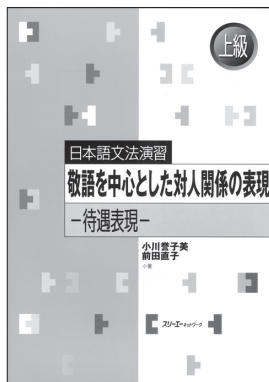 上級
日本語文法演習
敬語を中心とした対人関係の表現
－待遇表現－
小川誉子美
前田直子
スリーエーネットワーク